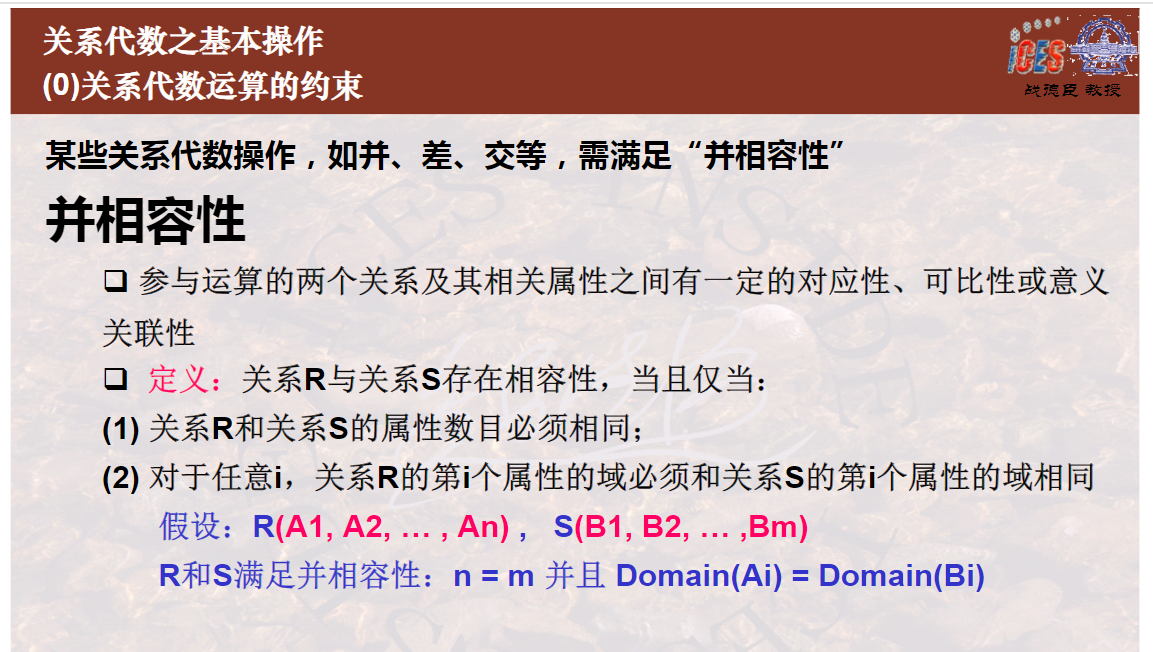 关系代数之基本操作
(0)关系代数运算的约束
iCES
战德臣 教授
某些关系代数操作，如并、差、交等，需满足“并相容性”
并相容性
❑ 参与运算的两个关系及其相关属性之间有一定的对应性、可比性或意义
关联性
❑ 定义：关系R与关系S存在相容性，当且仅当：
(1) 关系R和关系S的属性数目必须相同；
(2) 对于任意i，关系R的第i个属性的域必须和关系S的第i个属性的域相同
假设：R(A1, A2, … , An) ， S(B1, B2, … ,Bm)
R和S满足并相容性：n = m 并且 Domain(Ai) = Domain(Bi)